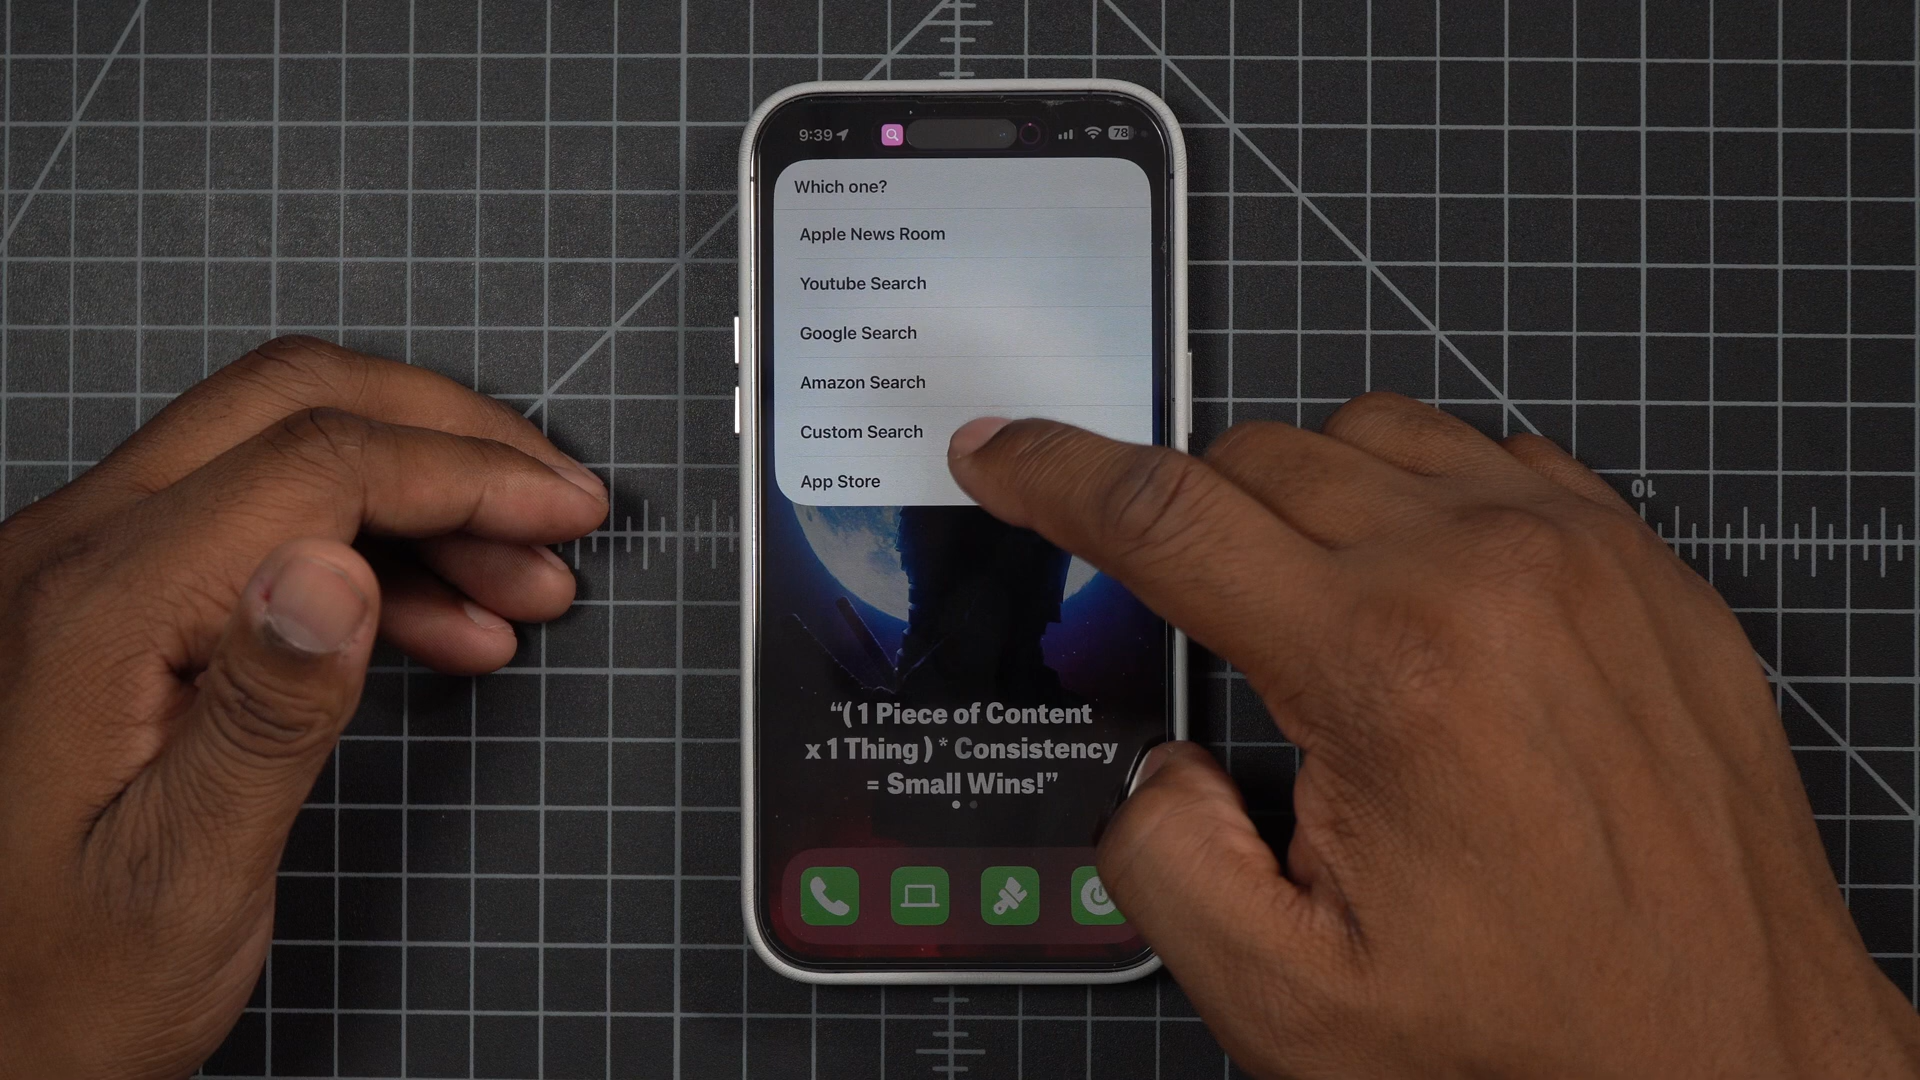 9:39
78
Which one?
Apple News Room
Youtube Search
Google Search
Amazon Search
Custom Search
App Store
10
“( 1 Piece of Content
x 1 Thing ) * Consistency
= Small Wins!”